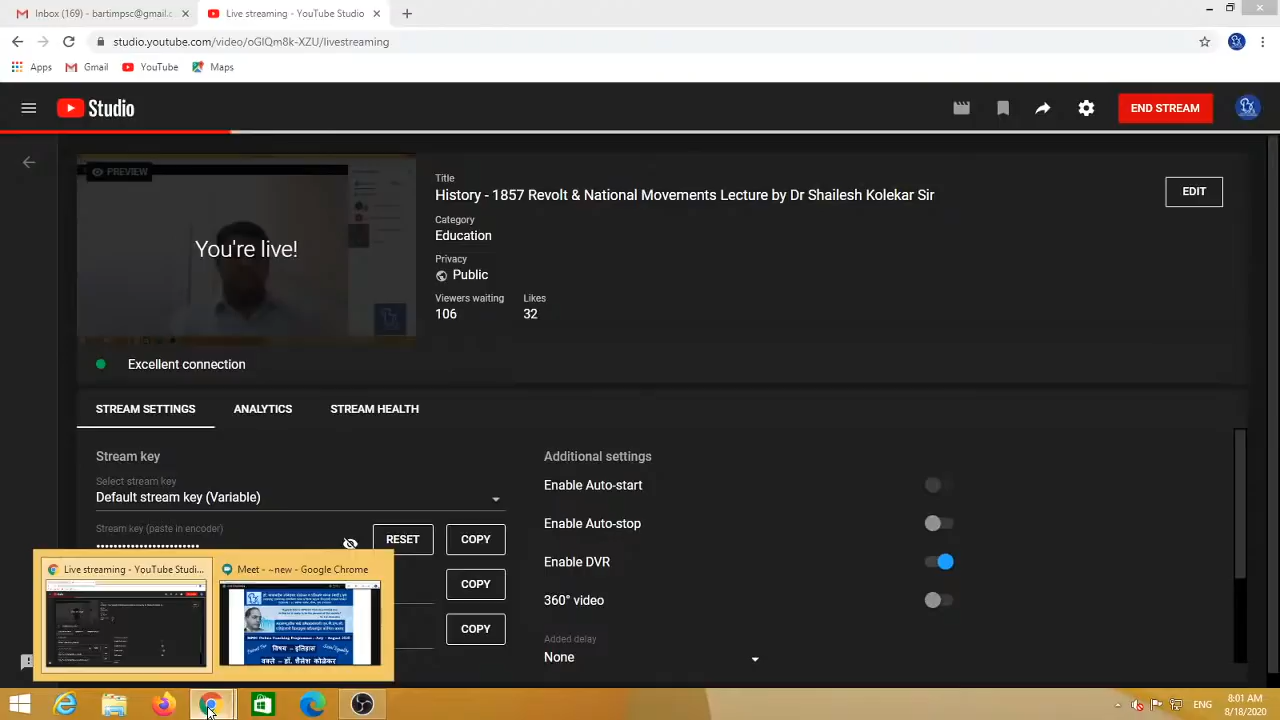 Inbox (169) - bartimpsc@gmail.c
Live streaming - YouTube Studio
studio.youtube.com/video/oGlQm8k-XZU/livestreaming
Apps
Gmail
YouTube
Maps
Studio
END STREAM
PREVIEW
You're live!
Title
History - 1857 Revolt & National Movements Lecture by Dr Shailesh Kolekar Sir
EDIT
Category
Education
Privacy
Public
Viewers waiting
Likes
106
32
Excellent connection
STREAM SETTINGS
ANALYTICS
STREAM HEALTH
Stream key
Select stream key
Default stream key (Variable)
Stream key (paste in encoder)
RESET
COPY
COPY
COPY
Additional settings
Enable Auto-start
Enable Auto-stop
Enable DVR
360° video
Added delay
None
Live streaming - YouTube Studi...
Meet - ~new - Google Chrome
विषय – इतिहास
वक्ते – डॉ. शैलेश कोळेकर
ENG
8:01 AM
8/18/2020